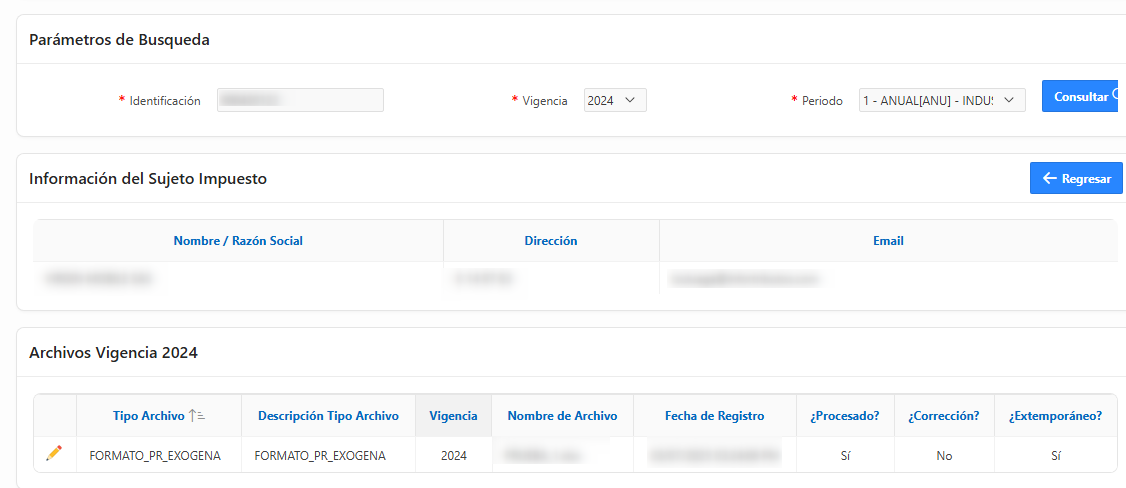 Parámetros de Busqueda
* Identificación * Vigencia 2024 * Periodo 1 - ANUAL[ANU] - INDUS Consultar
Información del Sujeto Impuesto Regresar
Nombre / Razón Social Dirección Email
Archivos Vigencia 2024
Tipo Archivo Descripción Tipo Archivo Vigencia Nombre de Archivo Fecha de Registro ¿Procesado? ¿Corrección? ¿Extemporáneo?
FORMATO_PR_EXOGENA FORMATO_PR_EXOGENA 2024 Sí No Sí